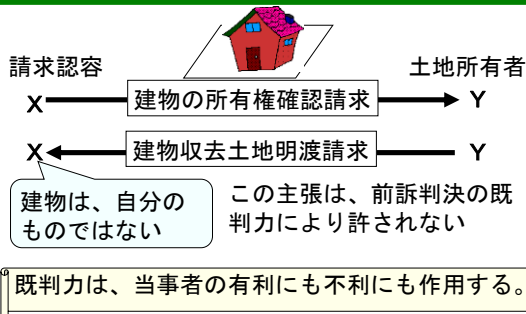 請求認容
土地所有者
X 建物の所有権確認請求 Y
X 建物収去土地明渡請求 Y
建物は、自分の
ものではない
この主張は、前訴判決の既
判力により許されない
既判力は、当事者の有利にも不利にも作用する。